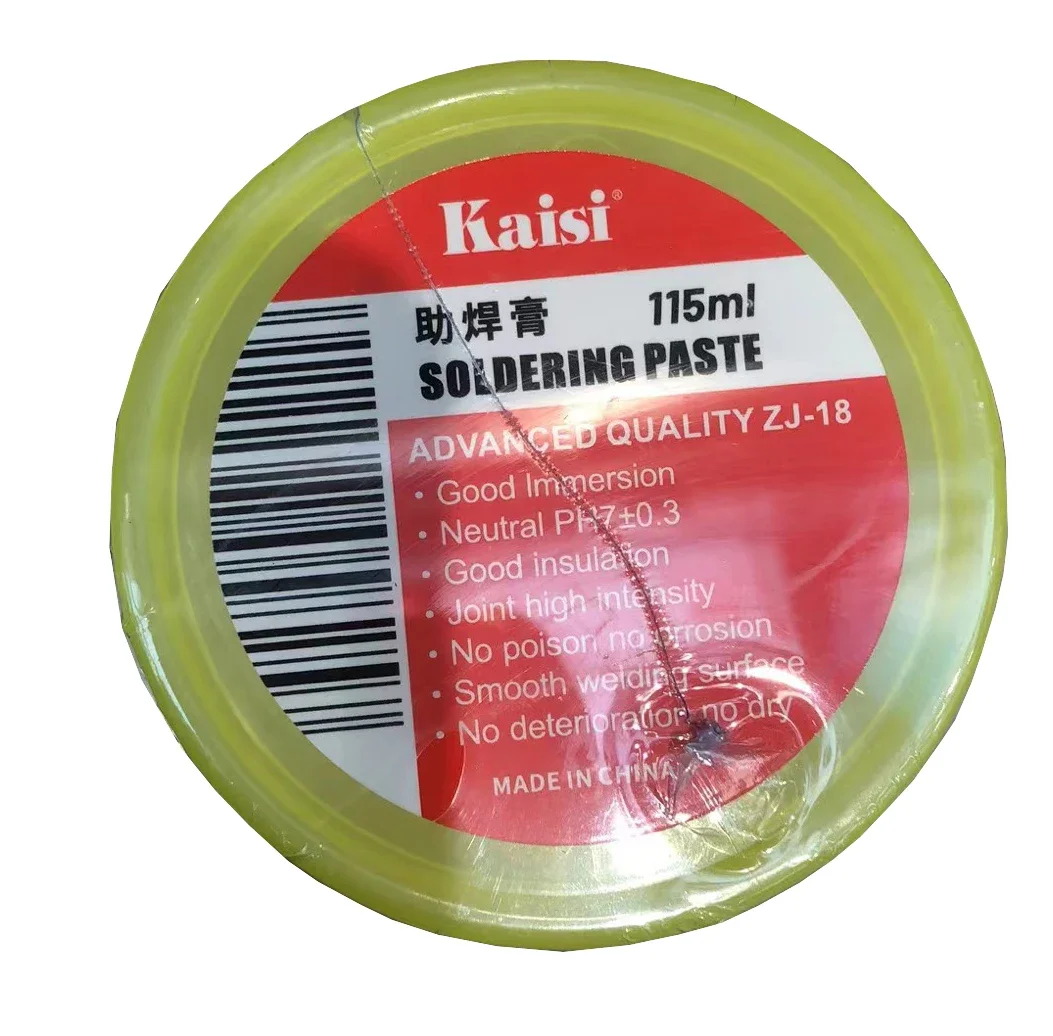 Kaisi®
助焊膏 115ml
SOLDERING PASTE
ADVANCED QUALITY ZJ-18
• Good Immersion
• Neutral PH7±0.3
• Good insulation
• Joint high intensity
• No poison no orrosion
• Smooth welding surface
• No deterioration no dry
MADE IN CHINA